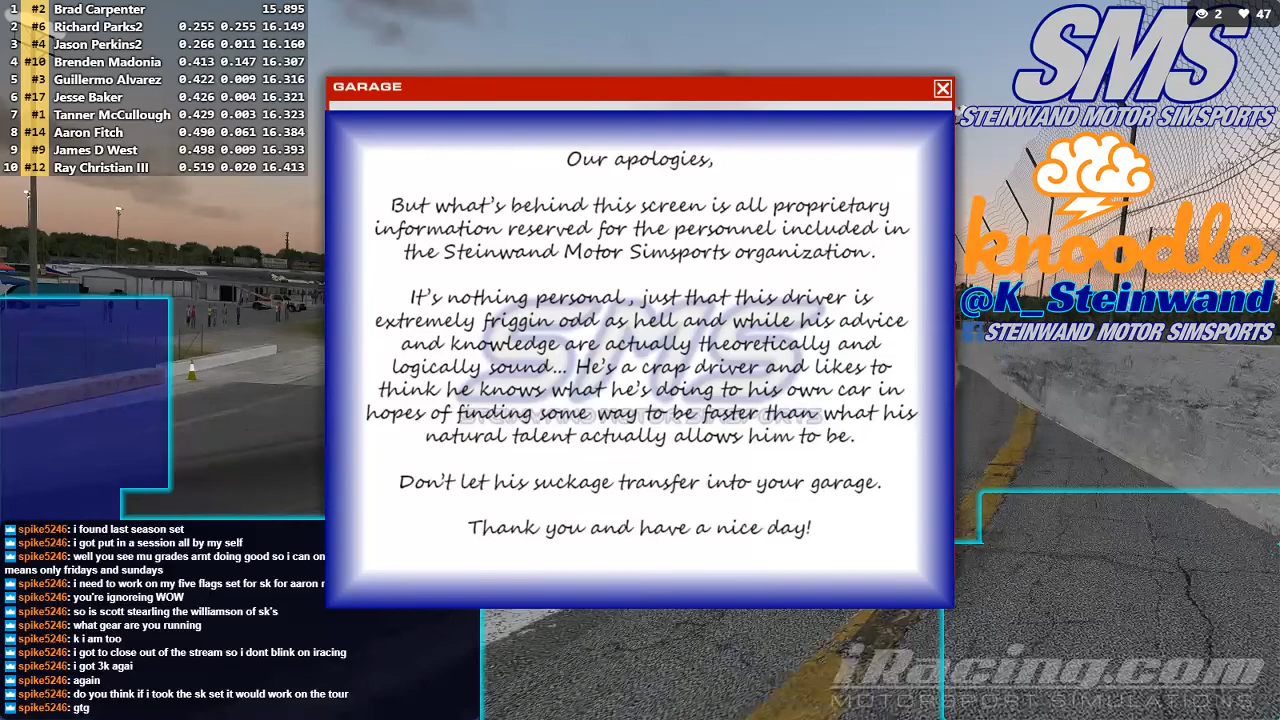 1 #2 Brad Carpenter 15.895
2 #6 Richard Parks2 0.255 0.255 16.149
3 #4 Jason Perkins2 0.266 0.011 16.160
4 #10 Brenden Madonia 0.413 0.147 16.307
5 #3 Guillermo Alvarez 0.422 0.009 16.316
6 #17 Jesse Baker 0.426 0.004 16.321
7 #1 Tanner McCullough 0.429 0.003 16.323
8 #14 Aaron Fitch 0.490 0.061 16.384
9 #9 James D West 0.498 0.009 16.393
10 #12 Ray Christian III 0.519 0.020 16.413
2 47
GARAGE
Our apologies,
But what's behind this screen is all proprietary
information reserved for the personnel included in
the Steinwand Motor Simsports organization.
It's nothing personal, just that this driver is
extremely friggin odd as hell and while his advice
and knowledge are actually theoretically and
logically sound... He's a crap driver and likes to
think he knows what he's doing to his own car in
hopes of finding some way to be faster than what his
natural talent actually allows him to be.
Don't let his suckage transfer into your garage.
Thank you and have a nice day!
SMS
STEINWAND MOTOR SIMSPORTS
SMS
STEINWAND MOTOR SIMSPORTS
knoodle
@K_Steinwand
STEINWAND MOTOR SIMSPORTS
spike5246: i found last season set
spike5246: i got put in a session all by my self
spike5246: well you see mu grades arnt doing good so i can on
means only fridays and sundays
spike5246: i need to work on my five flags set for sk for aaron
spike5246: you're ignoreing WOW
spike5246: so is scott stearling the williamson of sk's
spike5246: what gear are you running
spike5246: k i am too
spike5246: i got to close out of the stream so i dont blink on iracing
spike5246: i got 3k agai
spike5246: again
spike5246: do you think if i took the sk set it would work on the tour
spike5246: gtg
iRacing.com
MOTORSPORT SIMULATIONS